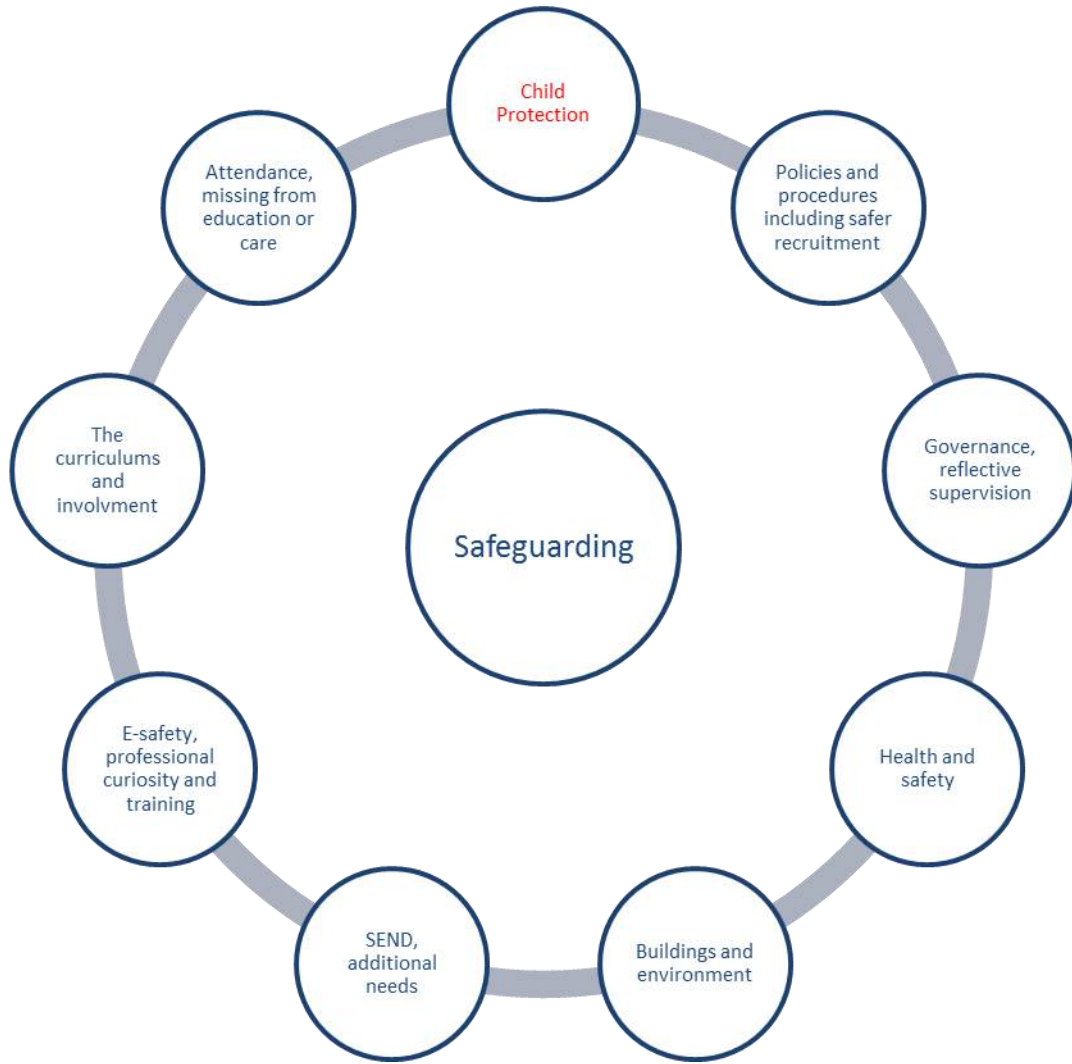 Child
Protection
Policies and
procedures
including safer
recruitment
Governance,
reflective
supervision
Health and
safety
Buildings and
environment
SEND,
additional
needs
E-safety,
professional
curiosity and
training
The
curriculums
and
involvment
Attendance,
missing from
education or
care
Safeguarding